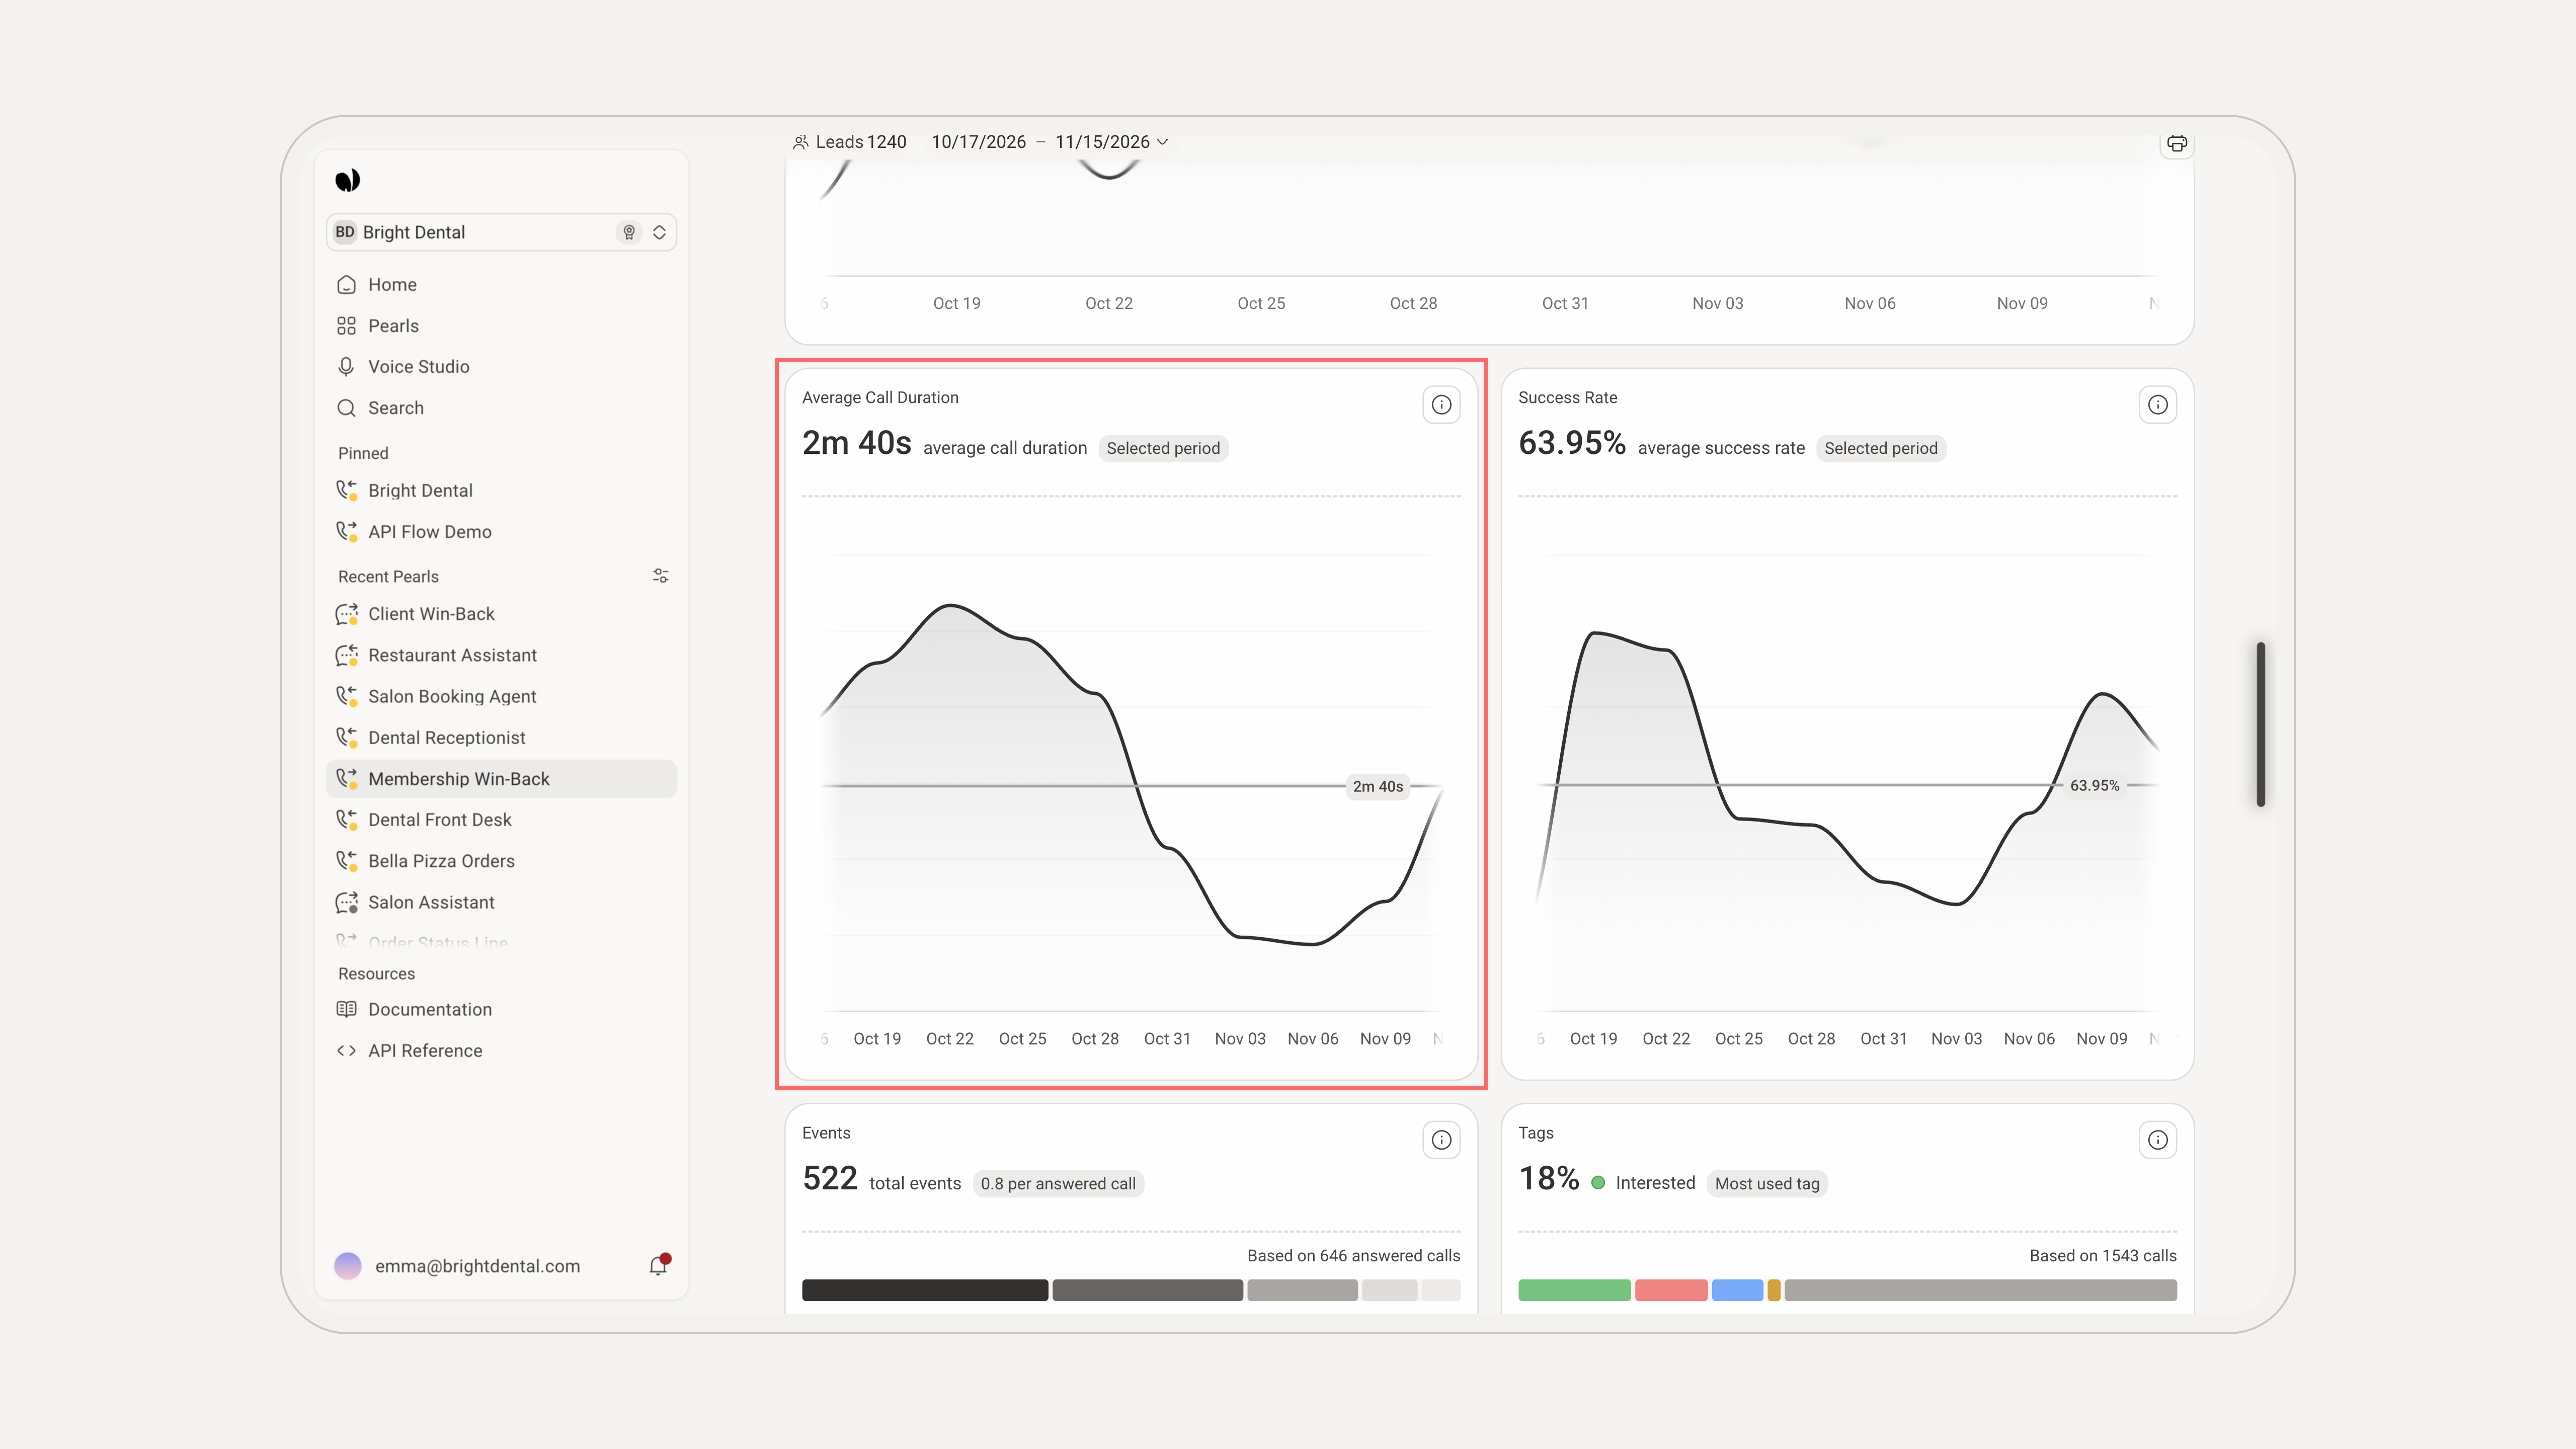 Leads 1240 10/17/2026 – 11/15/2026
BD Bright Dental
Home
Pearls
Voice Studio
Search
Pinned
Bright Dental
API Flow Demo
Recent Pearls
Client Win-Back
Restaurant Assistant
Salon Booking Agent
Dental Receptionist
Membership Win-Back
Dental Front Desk
Bella Pizza Orders
Salon Assistant
Order Status Line
Resources
Documentation
API Reference
emma@brightdental.com
6 Oct 19 Oct 22 Oct 25 Oct 28 Oct 31 Nov 03 Nov 06 Nov 09 N
Average Call Duration
2m 40s average call duration Selected period
2m 40s
6 Oct 19 Oct 22 Oct 25 Oct 28 Oct 31 Nov 03 Nov 06 Nov 09 N
Success Rate
63.95% average success rate Selected period
63.95%
6 Oct 19 Oct 22 Oct 25 Oct 28 Oct 31 Nov 03 Nov 06 Nov 09 N
Events
522 total events 0.8 per answered call
Based on 646 answered calls
Tags
18% Interested Most used tag
Based on 1543 calls